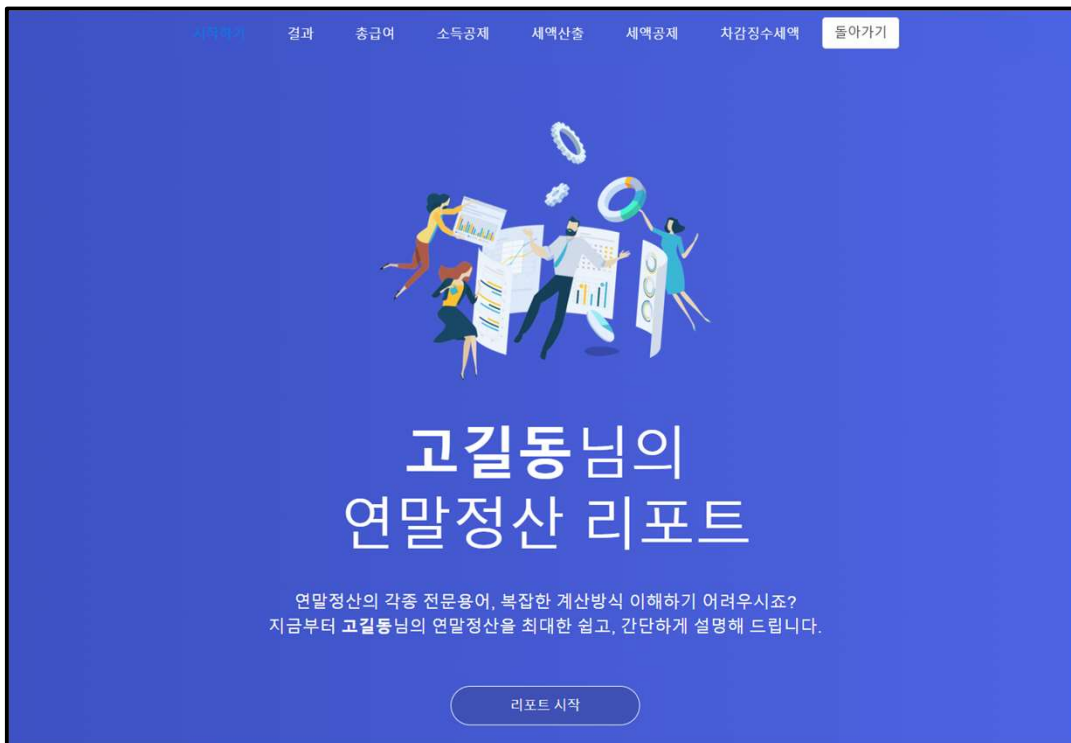 시작하기 결과 총급여 소득공제 세액산출 세액공제 차감징수세액 돌아가기
고길동님의
연말정산 리포트
연말정산의 각종 전문용어, 복잡한 계산방식 이해하기 어려우시죠?
지금부터 고길동님의 연말정산을 최대한 쉽고, 간단하게 설명해 드립니다.
리포트 시작